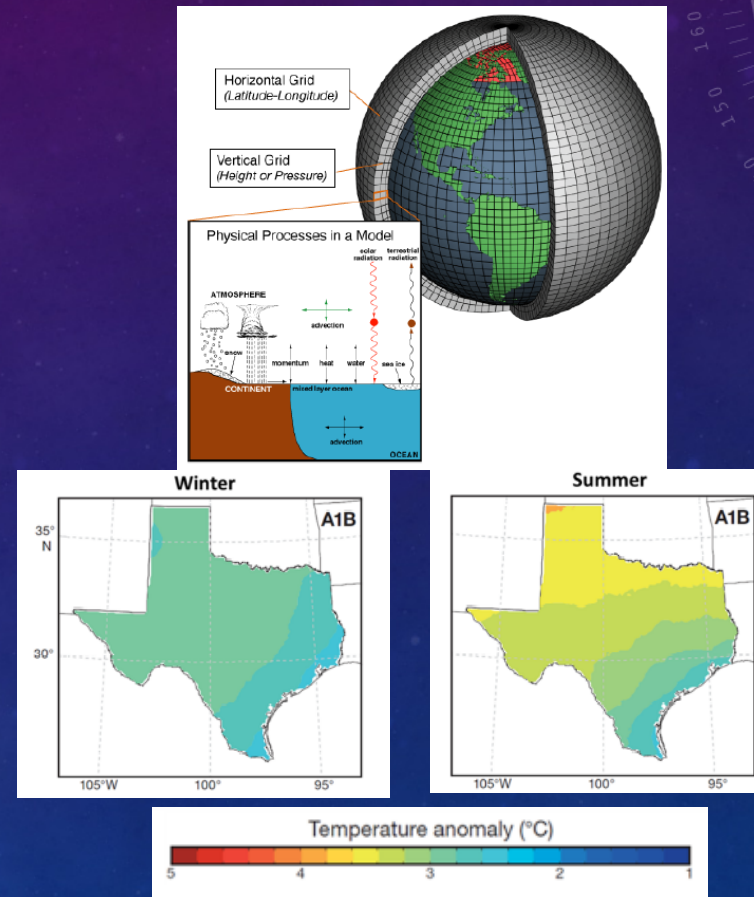 160
150
Horizontal Grid
(Latitude-Longitude)
Vertical Grid
(Height or Pressure)
Physical Processes in a Model
solar radiation
terrestrial radiation
ATMOSPHERE
advection
snow
momentum
heat
water
sea ice
CONTINENT
mixed layer ocean
advection
OCEAN
Winter
A1B
35°
N
30°
105°W
100°
95°
Summer
A1B
105°W
100°
95°
Temperature anomaly (°C)
5
4
3
2
1